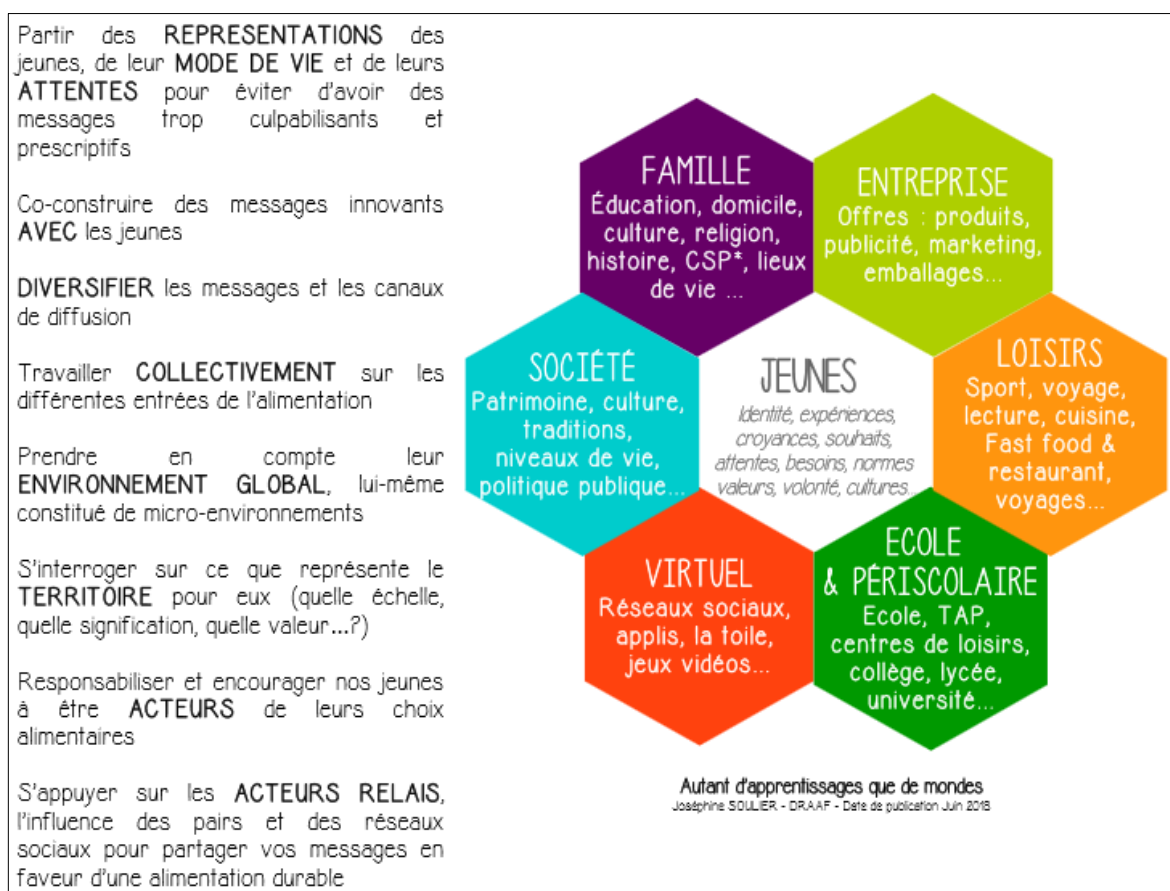 Partir des REPRESENTATIONS des
jeunes, de leur MODE DE VIE et de leurs
ATTENTES pour éviter d'avoir des
messages trop culpabilisants et
prescriptifs
Co-construire des messages innovants
AVEC les jeunes
DIVERSIFIER les messages et les canaux
de diffusion
Travailler COLLECTIVEMENT sur les
différentes entrées de l'alimentation
Prendre en compte leur
ENVIRONNEMENT GLOBAL, lui-même
constitué de micro-environnements
S'interroger sur ce que représente le
TERRITOIRE pour eux (quelle échelle,
quelle signification, quelle valeur...?)
Responsabiliser et encourager nos jeunes
à être ACTEURS de leurs choix
alimentaires
S'appuyer sur les ACTEURS RELAIS,
l'influence des pairs et des réseaux
sociaux pour partager vos messages en
faveur d'une alimentation durable
FAMILLE
Éducation, domicile,
culture, religion,
histoire, CSP*, lieux
de vie ...
ENTREPRISE
Offres : produits,
publicité, marketing,
emballages...
SOCIÉTÉ
Patrimoine, culture,
traditions,
niveaux de vie,
politique publique...
JEUNES
Identité, expériences,
croyances, souhaits,
attentes, besoins, normes
valeurs, volonté, cultures...
LOISIRS
Sport, voyage,
lecture, cuisine,
Fast food &
restaurant,
voyages...
VIRTUEL
Réseaux sociaux,
applis, la toile,
jeux vidéos...
ECOLE
& PÉRISCOLAIRE
Ecole, TAP,
centres de loisirs,
collège, lycée,
université...
Autant d'apprentissages que de mondes
Joséphine SOULIER - DRAAF - Date de publication Juin 2018